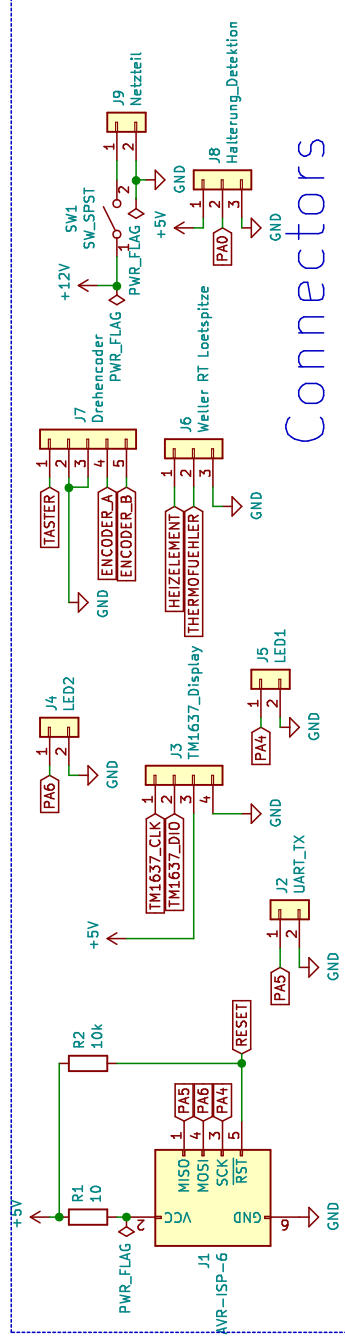 Connectors
J9
Netzteil
1
2
SW1
SW_SPST
1
2
+12V
PWR_FLAG
PWR_FLAG
GND
J8
Halterung_Detektion
1
2
3
+5V
PA0
GND
J7
Drehencoder
1
2
3
4
5
TASTER
ENCODER_A
ENCODER_B
GND
J6
Weller RT Loetspitze
1
2
3
HEIZELEMENT
THERMOFUEHLER
GND
J4
LED2
1
2
PA6
GND
J5
LED1
1
2
PA4
GND
J3
TM1637_Display
1
2
3
4
TM1637_CLK
TM1637_DIO
+5V
GND
J2
UART_TX
1
2
PA5
GND
+5V
R1
10
R2
10k
PWR_FLAG
RESET
J1
AVR-ISP-6
VCC
2
GND
6
MISO
1
PA5
MOSI
4
PA6
SCK
3
PA4
RST
5
GND